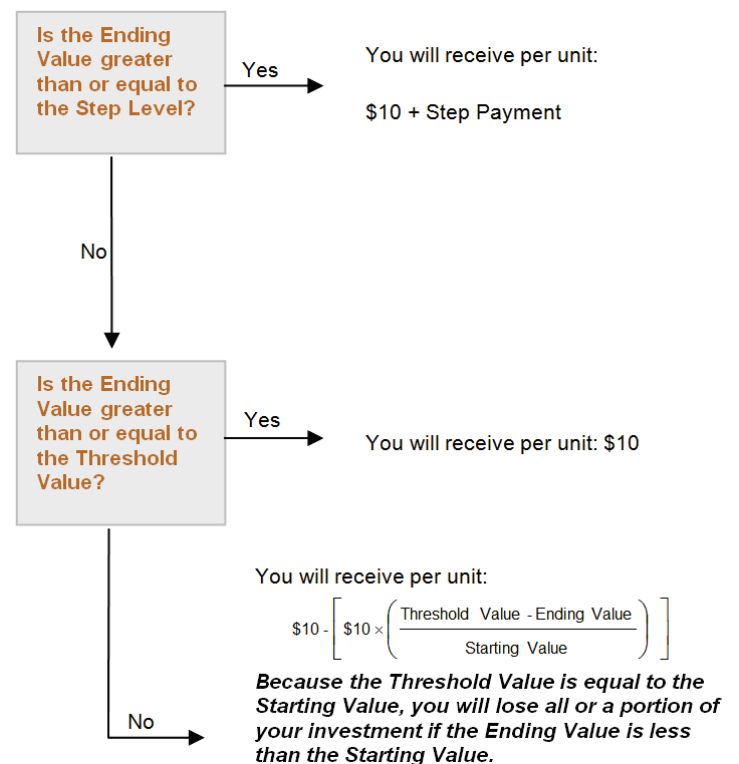 Is the Ending
Value greater
than or equal to
the Step Level?
Yes
You will receive per unit:
$10 + Step Payment
No
Is the Ending
Value greater
than or equal to
the Threshold
Value?
Yes
You will receive per unit: $10
You will receive per unit:
$10 - [ $10 × ( Threshold Value - Ending Value
Starting Value ) ]
Because the Threshold Value is equal to the
Starting Value, you will lose all or a portion of
your investment if the Ending Value is less
than the Starting Value.
No